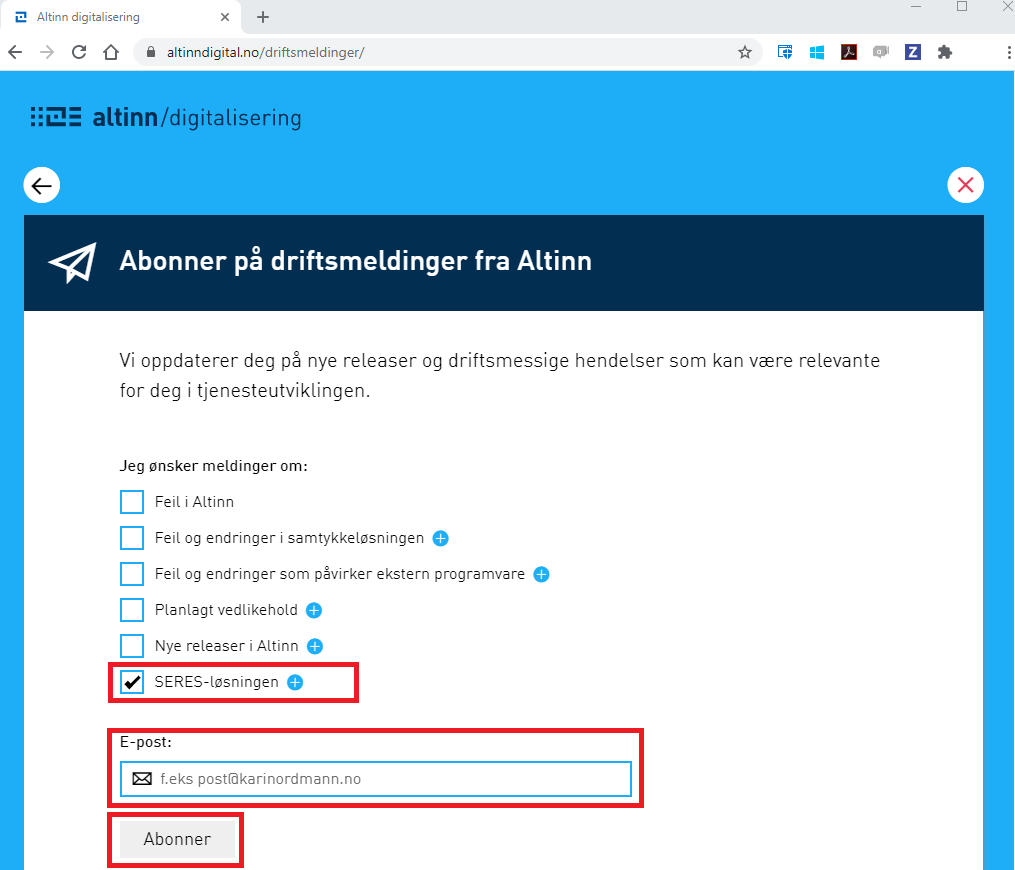 Altinn digitalisering
altinndigital.no/driftsmeldinger/
altinn/digitalisering
Abonner på driftsmeldinger fra Altinn
Vi oppdaterer deg på nye releaser og driftsmessige hendelser som kan være relevante
for deg i tjenesteutviklingen.
Jeg ønsker meldinger om:
Feil i Altinn
Feil og endringer i samtykkeløsningen
Feil og endringer som påvirker ekstern programvare
Planlagt vedlikehold
Nye releaser i Altinn
SERES-løsningen
E-post:
f.eks post@karinordmann.no
Abonner